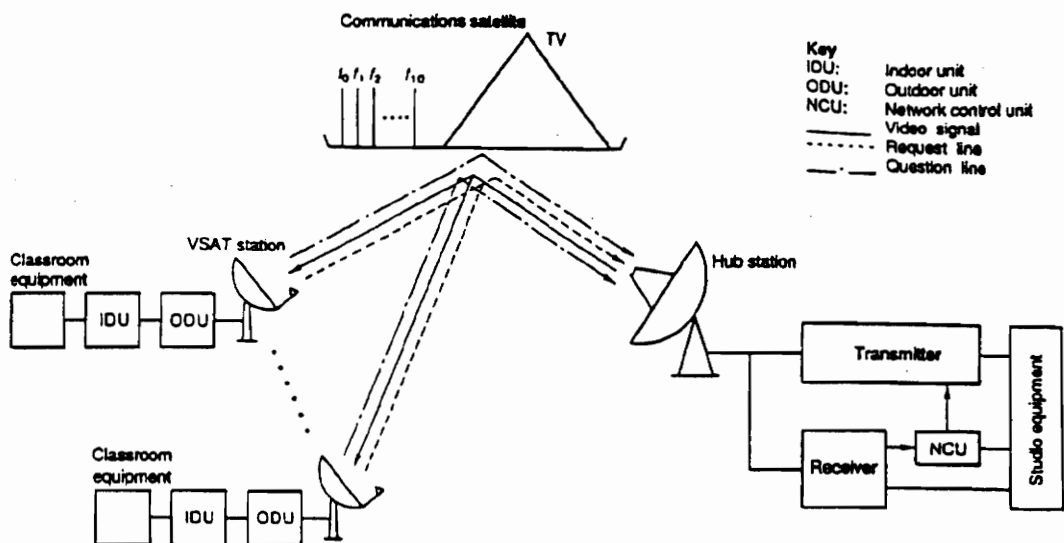 Communications satellite
TV
f0 f1 f2 f10
Key
IDU: Indoor unit
ODU: Outdoor unit
NCU: Network control unit
Video signal
Request line
Question line
VSAT station
Hub station
Classroom
equipment
IDU
ODU
Transmitter
Receiver
NCU
Studio equipment
Classroom
equipment
IDU
ODU